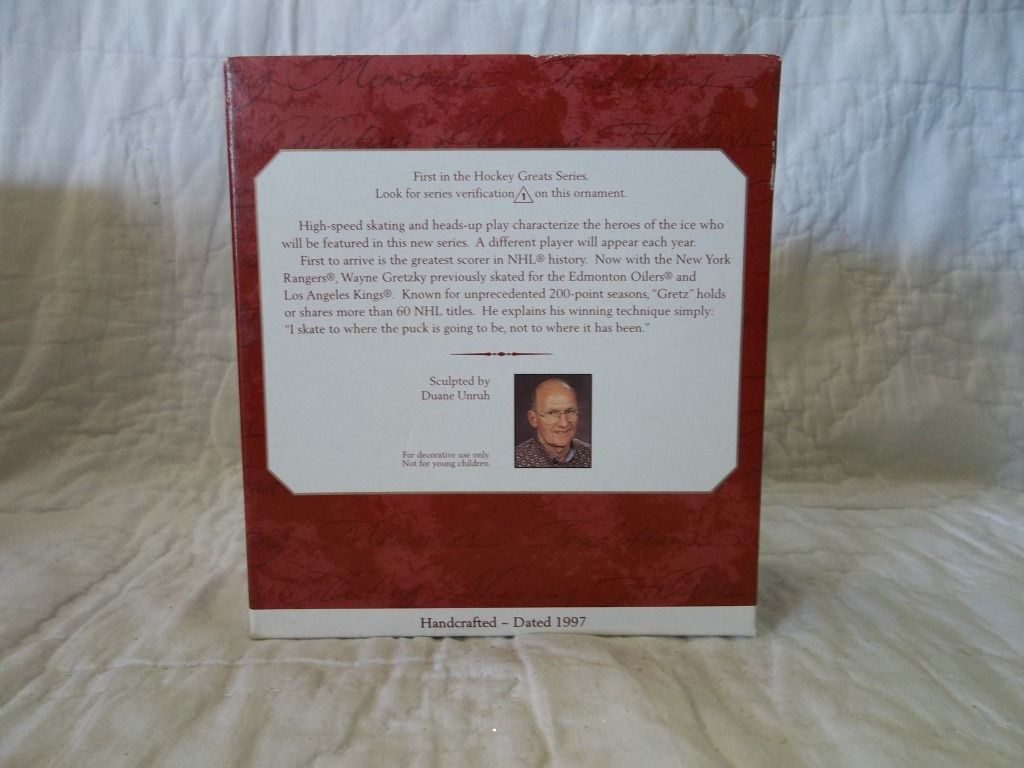 Memories Traditions
Collecting
First in the Hockey Greats Series.
Look for series verification 1 on this ornament.
High-speed skating and heads-up play characterize the heroes of the ice who
will be featured in this new series. A different player will appear each year.
First to arrive is the greatest scorer in NHL® history. Now with the New York
Rangers®, Wayne Gretzky previously skated for the Edmonton Oilers® and
Los Angeles Kings®. Known for unprecedented 200-point seasons, “Gretz” holds
or shares more than 60 NHL titles. He explains his winning technique simply:
“I skate to where the puck is going to be, not to where it has been.”
Sculpted by
Duane Unruh
For decorative use only.
Not for young children.
Memories Traditions
Collecting
Handcrafted ~ Dated 1997